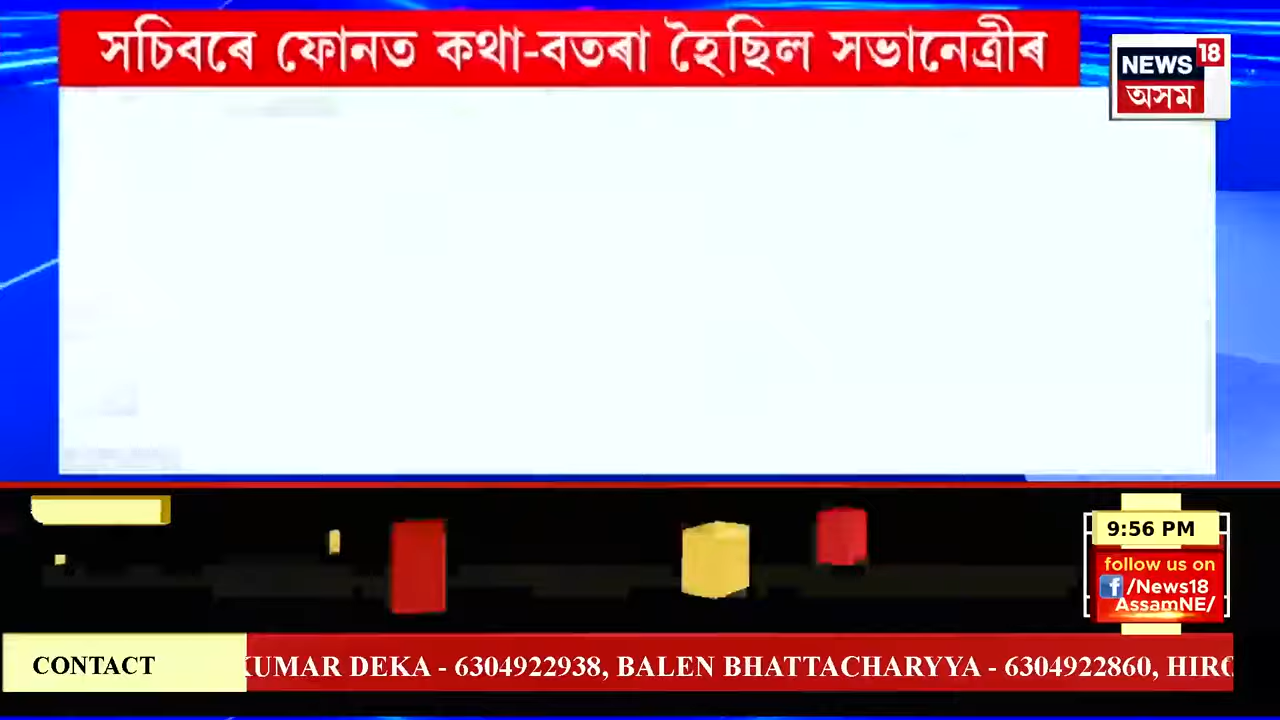 সচিবৰে ফোনত কথা-বতৰা হৈছিল সভানেত্ৰীৰ
NEWS 18
অসম
9:56 PM
follow us on
f /News18
AssamNE/
CONTACT KUMAR DEKA - 6304922938, BALEN BHATTACHARYYA - 6304922860,